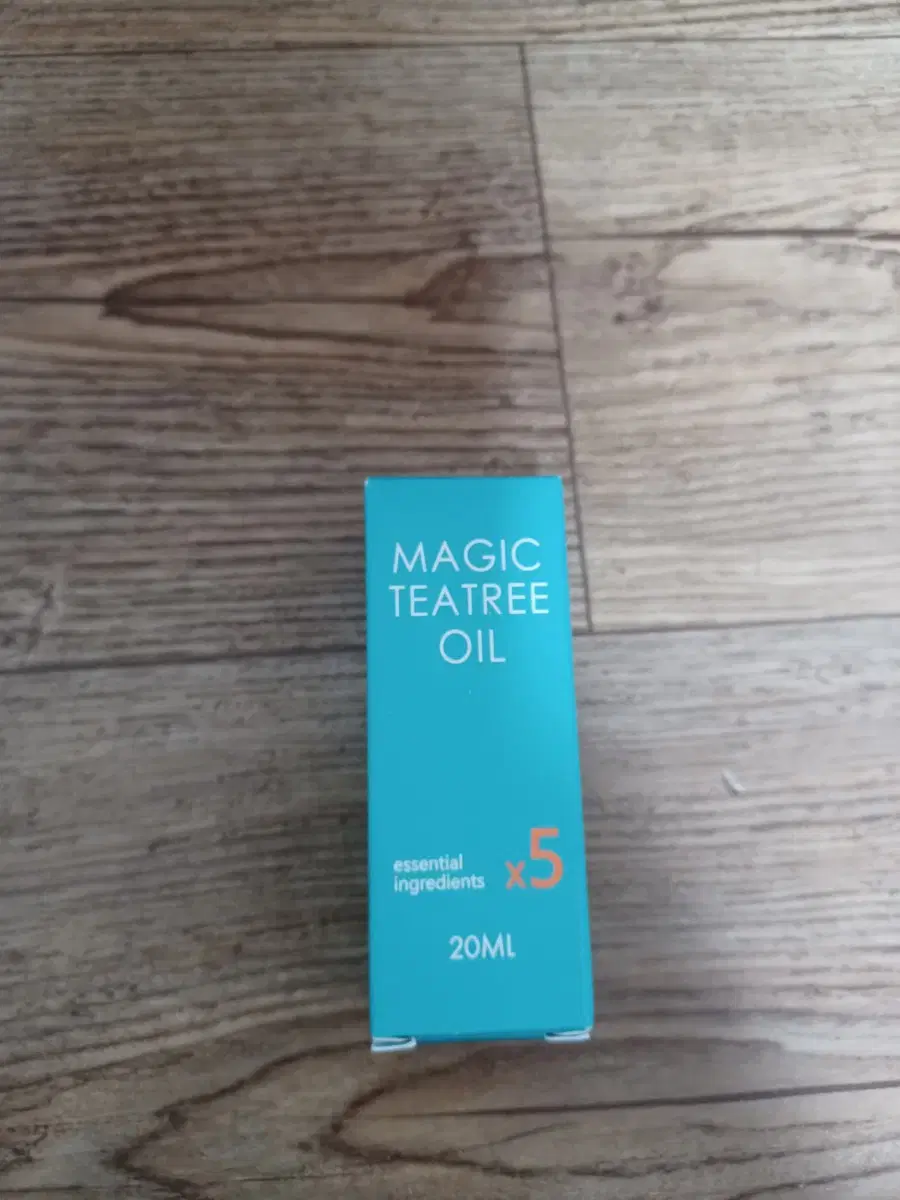 MAGIC
TEATREE
OIL
essential
ingredients x5
20ML